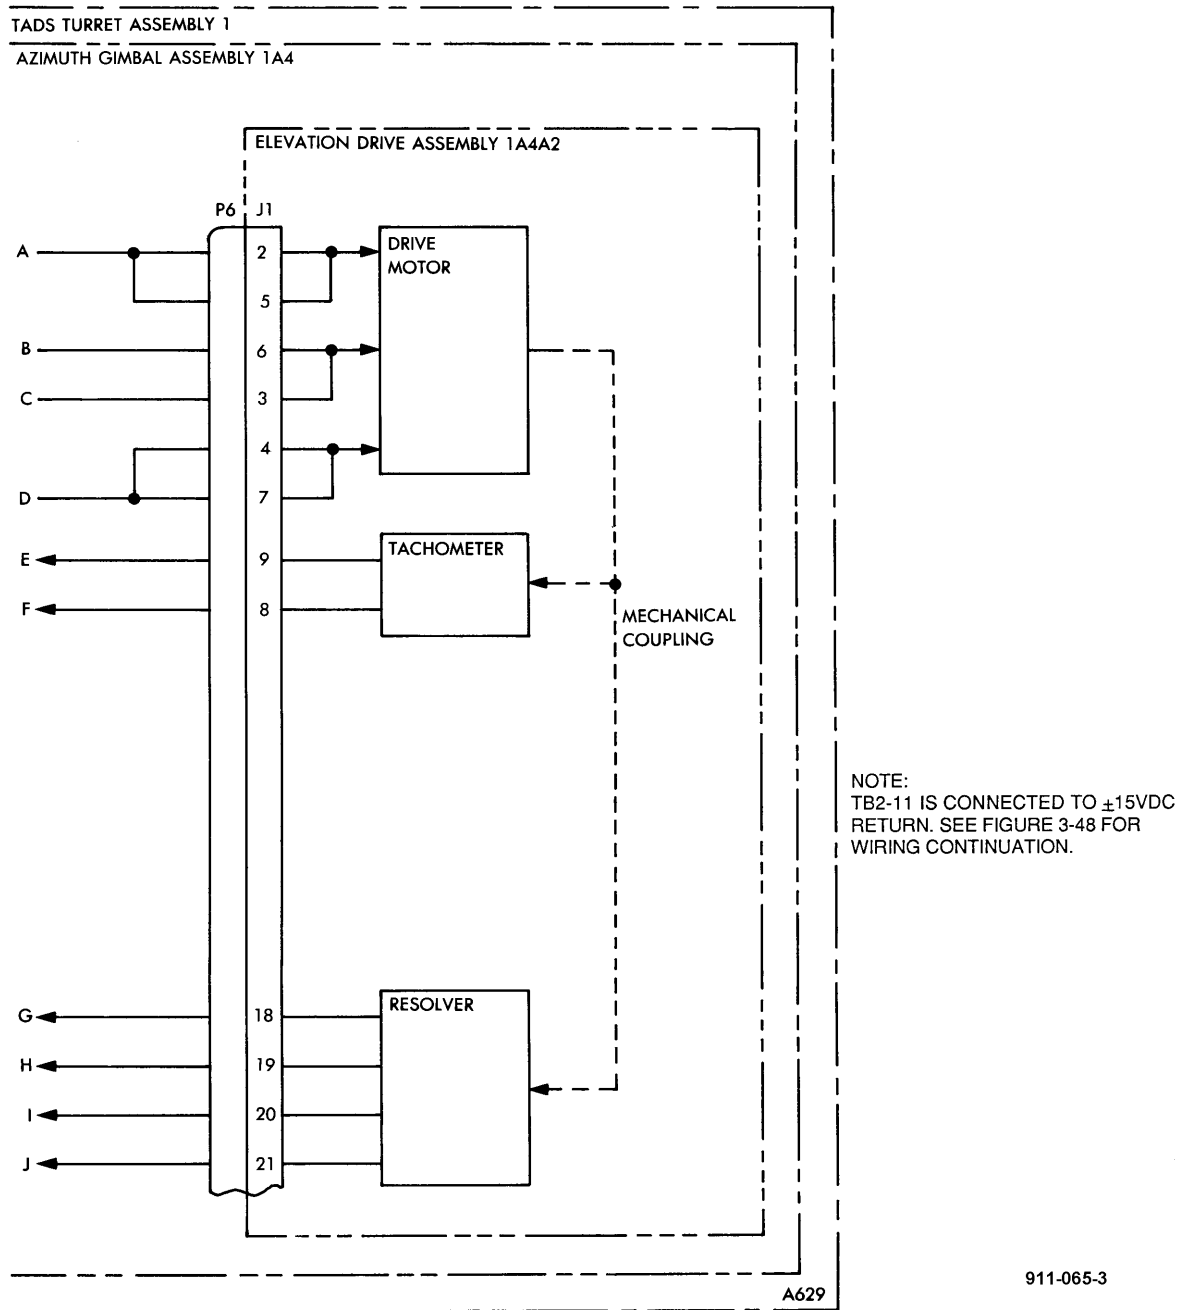 TADS TURRET ASSEMBLY 1
AZIMUTH GIMBAL ASSEMBLY 1A4
ELEVATION DRIVE ASSEMBLY 1A4A2
P6 J1
A 2 DRIVE
MOTOR
5
B 6
C 3
4
D 7
E 9 TACHOMETER
F 8
MECHANICAL
COUPLING
NOTE:
TB2-11 IS CONNECTED TO ±15VDC
RETURN. SEE FIGURE 3-48 FOR
WIRING CONTINUATION.
G 18 RESOLVER
H 19
I 20
J 21
A629
911-065-3